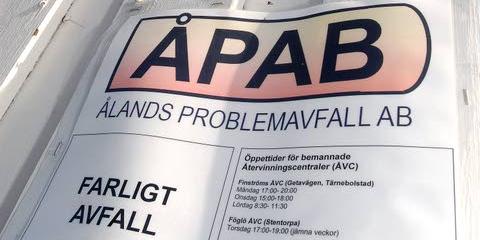 ÅPAB
ÅLANDS PROBLEMAVFALL AB
FARLIGT
AVFALL
Öppettider för bemannade
Återvinningscentraler (ÅVC)
Finströms ÅVC (Getavägen, Tärnebolstad)
Måndag 17:00- 20:00
Onsdag 15:00-18:00
Lördag 8:30- 11:30
Föglö ÅVC (Stentorpa)
Torsdag 17:00-19:00 (jämna veckor)